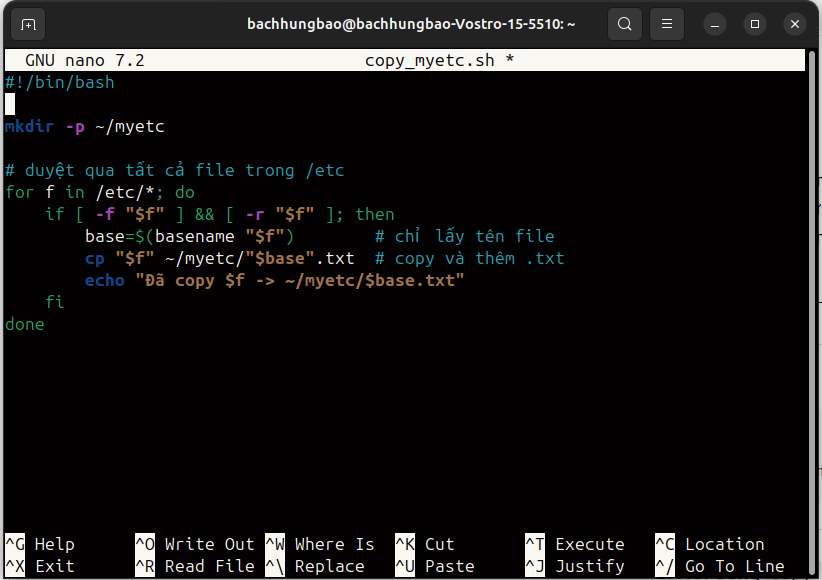 bachhungbao@bachhungbao-Vostro-15-5510: ~
GNU nano 7.2 copy_myetc.sh *
#!/bin/bash
mkdir -p ~/myetc
# duyệt qua tất cả file trong /etc
for f in /etc/*; do
if [ -f "$f" ] && [ -r "$f" ]; then
base=$(basename "$f") # chỉ lấy tên file
cp "$f" ~/myetc/"$base".txt # copy và thêm .txt
echo "Đã copy $f -> ~/myetc/$base.txt"
fi
done
^G Help ^O Write Out ^W Where Is ^K Cut ^T Execute ^C Location
^X Exit ^R Read File ^\ Replace ^U Paste ^J Justify ^/ Go To Line